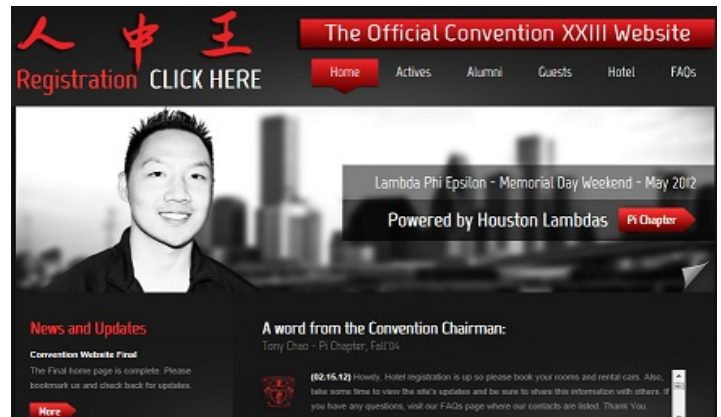 人中王
The Official Convention XXIII Website
Registration CLICK HERE
Home Actives Alumni Guests Hotel FAQs
Lambda Phi Epsilon - Memorial Day Weekend - May 2012
Powered by Houston Lambdas Pi Chapter
News and Updates
Convention Website Final
The Final home page is complete. Please
bookmark us and check back for updates.
More
A word from the Convention Chairman:
Tony Chao - Pi Chapter, Fall'04
(02.15.12) Howdy, Hotel registration is up so please book your rooms and rental cars. Also,
take some time to view the site's updates and be sure to share this information with others. If
you have any questions, visit our FAQs page where our contacts are listed. Thank You.